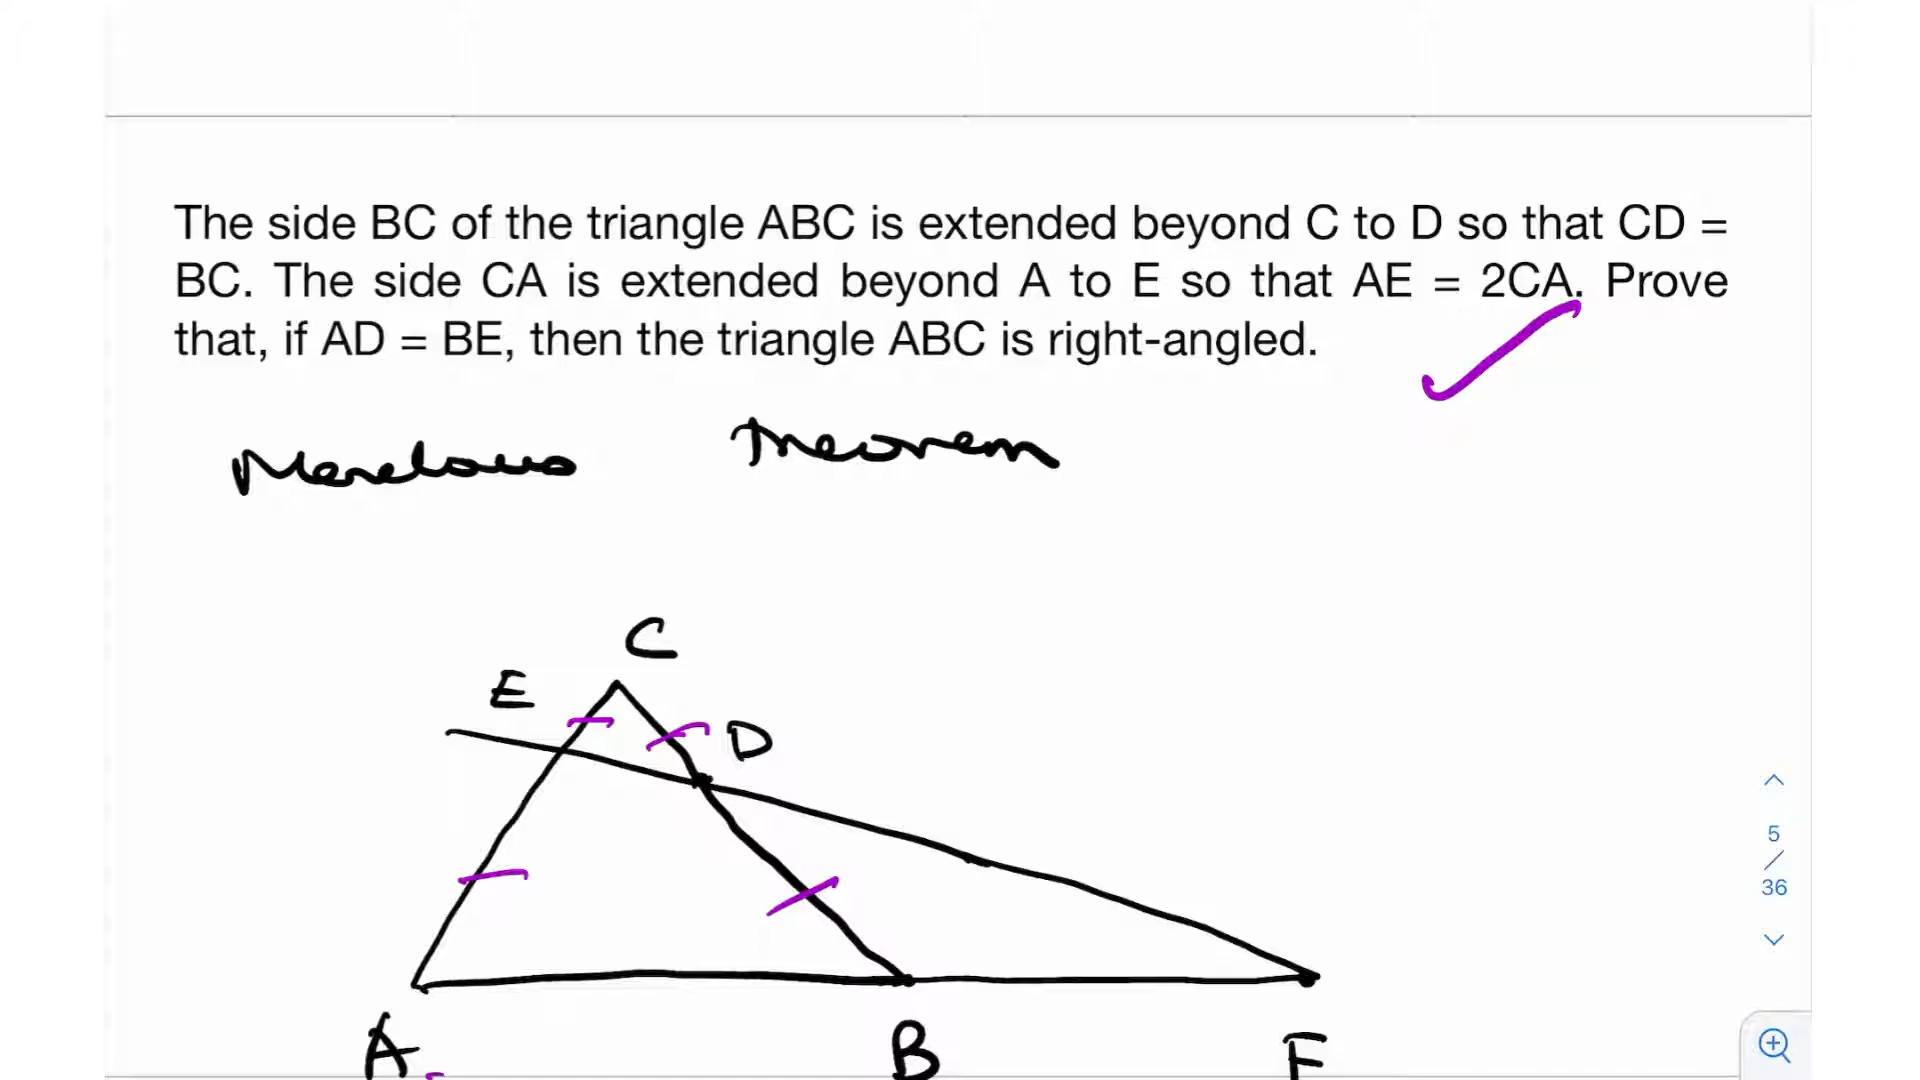 The side BC of the triangle ABC is extended beyond C to D so that CD =
BC. The side CA is extended beyond A to E so that AE = 2CA. Prove
that, if AD = BE, then the triangle ABC is right-angled.
Theorem
C
E
D
5
/
36
A
B
F